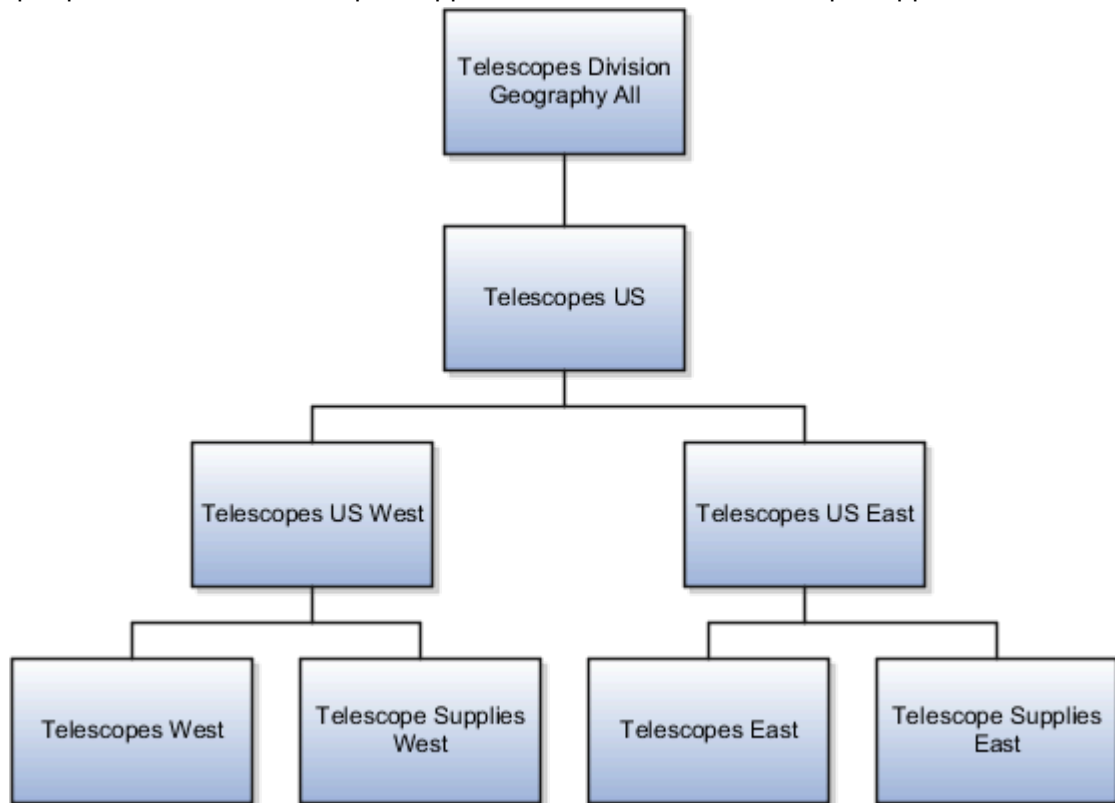 Telescopes Division
Geography All
Telescopes US
Telescopes US West
Telescopes US East
Telescopes West
Telescope Supplies
West
Telescopes East
Telescope Supplies
East